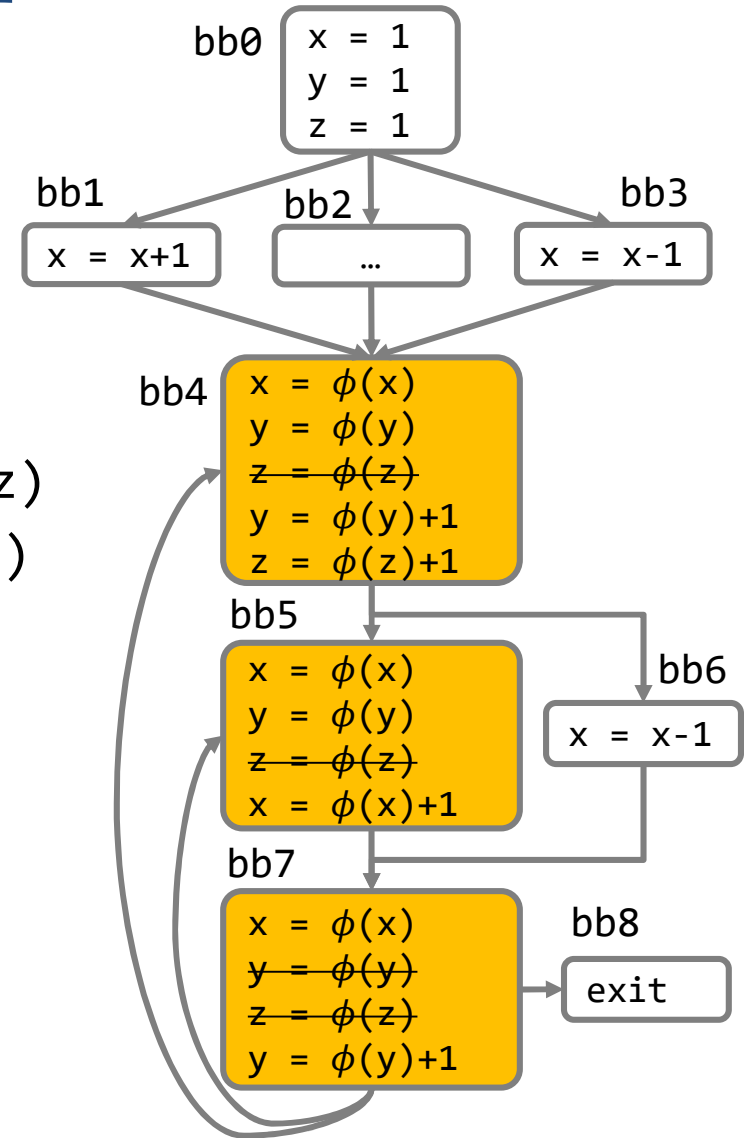 bb0
x = 1
y = 1
z = 1
bb1
bb2
bb3
x = x+1
…
x = x-1
bb4
x = ϕ(x)
y = ϕ(y)
z = ϕ(z)
y = ϕ(y)+1
z = ϕ(z)+1
z)
)
bb5
x = ϕ(x)
y = ϕ(y)
z = ϕ(z)
x = ϕ(x)+1
bb6
x = x-1
bb7
x = ϕ(x)
y = ϕ(y)
z = ϕ(z)
y = ϕ(y)+1
bb8
exit